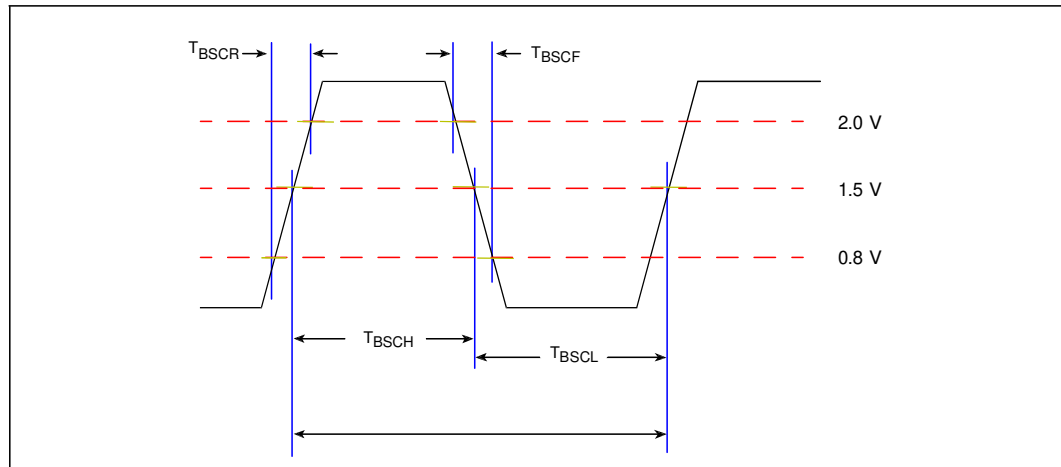 TBSCR
TBSCF
2.0 V
1.5 V
0.8 V
TBSCH
TBSCL